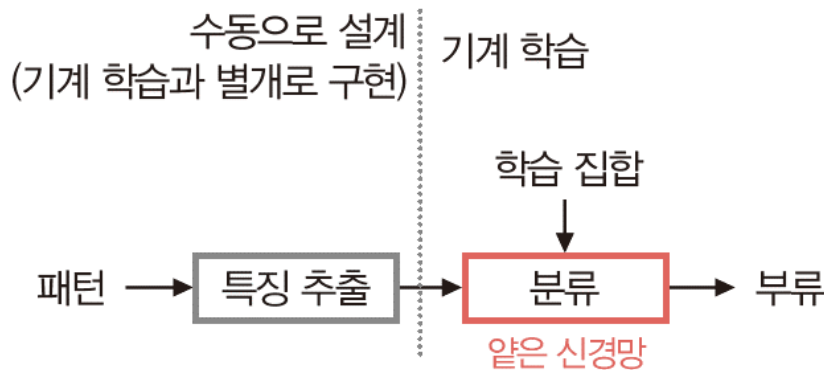 수동으로 설계
(기계 학습과 별개로 구현)
기계 학습
학습 집합
패턴
특징 추출
분류
부류
얕은 신경망